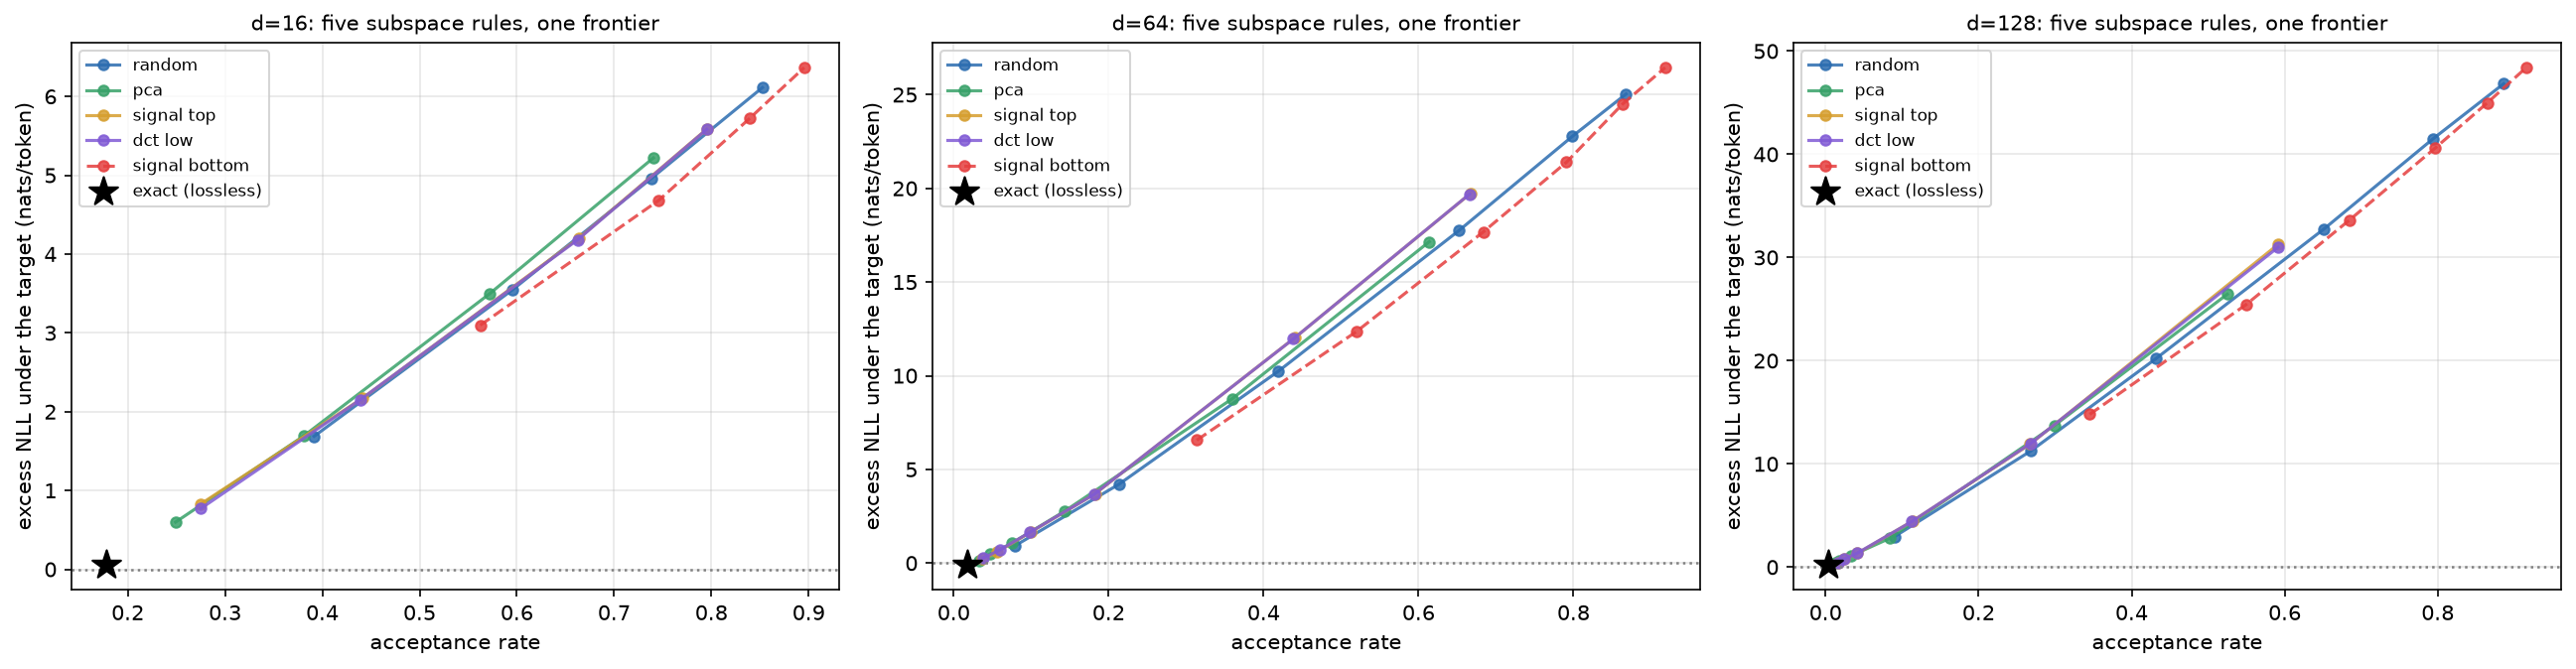 d=16: five subspace rules, one frontier
excess NLL under the target (nats/token)
6
5
4
3
2
1
0
random
pca
signal top
dct low
signal bottom
exact (lossless)
0.2 0.3 0.4 0.5 0.6 0.7 0.8 0.9
acceptance rate
d=64: five subspace rules, one frontier
excess NLL under the target (nats/token)
25
20
15
10
5
0
random
pca
signal top
dct low
signal bottom
exact (lossless)
0.0 0.2 0.4 0.6 0.8
acceptance rate
d=128: five subspace rules, one frontier
excess NLL under the target (nats/token)
50
40
30
20
10
0
random
pca
signal top
dct low
signal bottom
exact (lossless)
0.0 0.2 0.4 0.6 0.8
acceptance rate